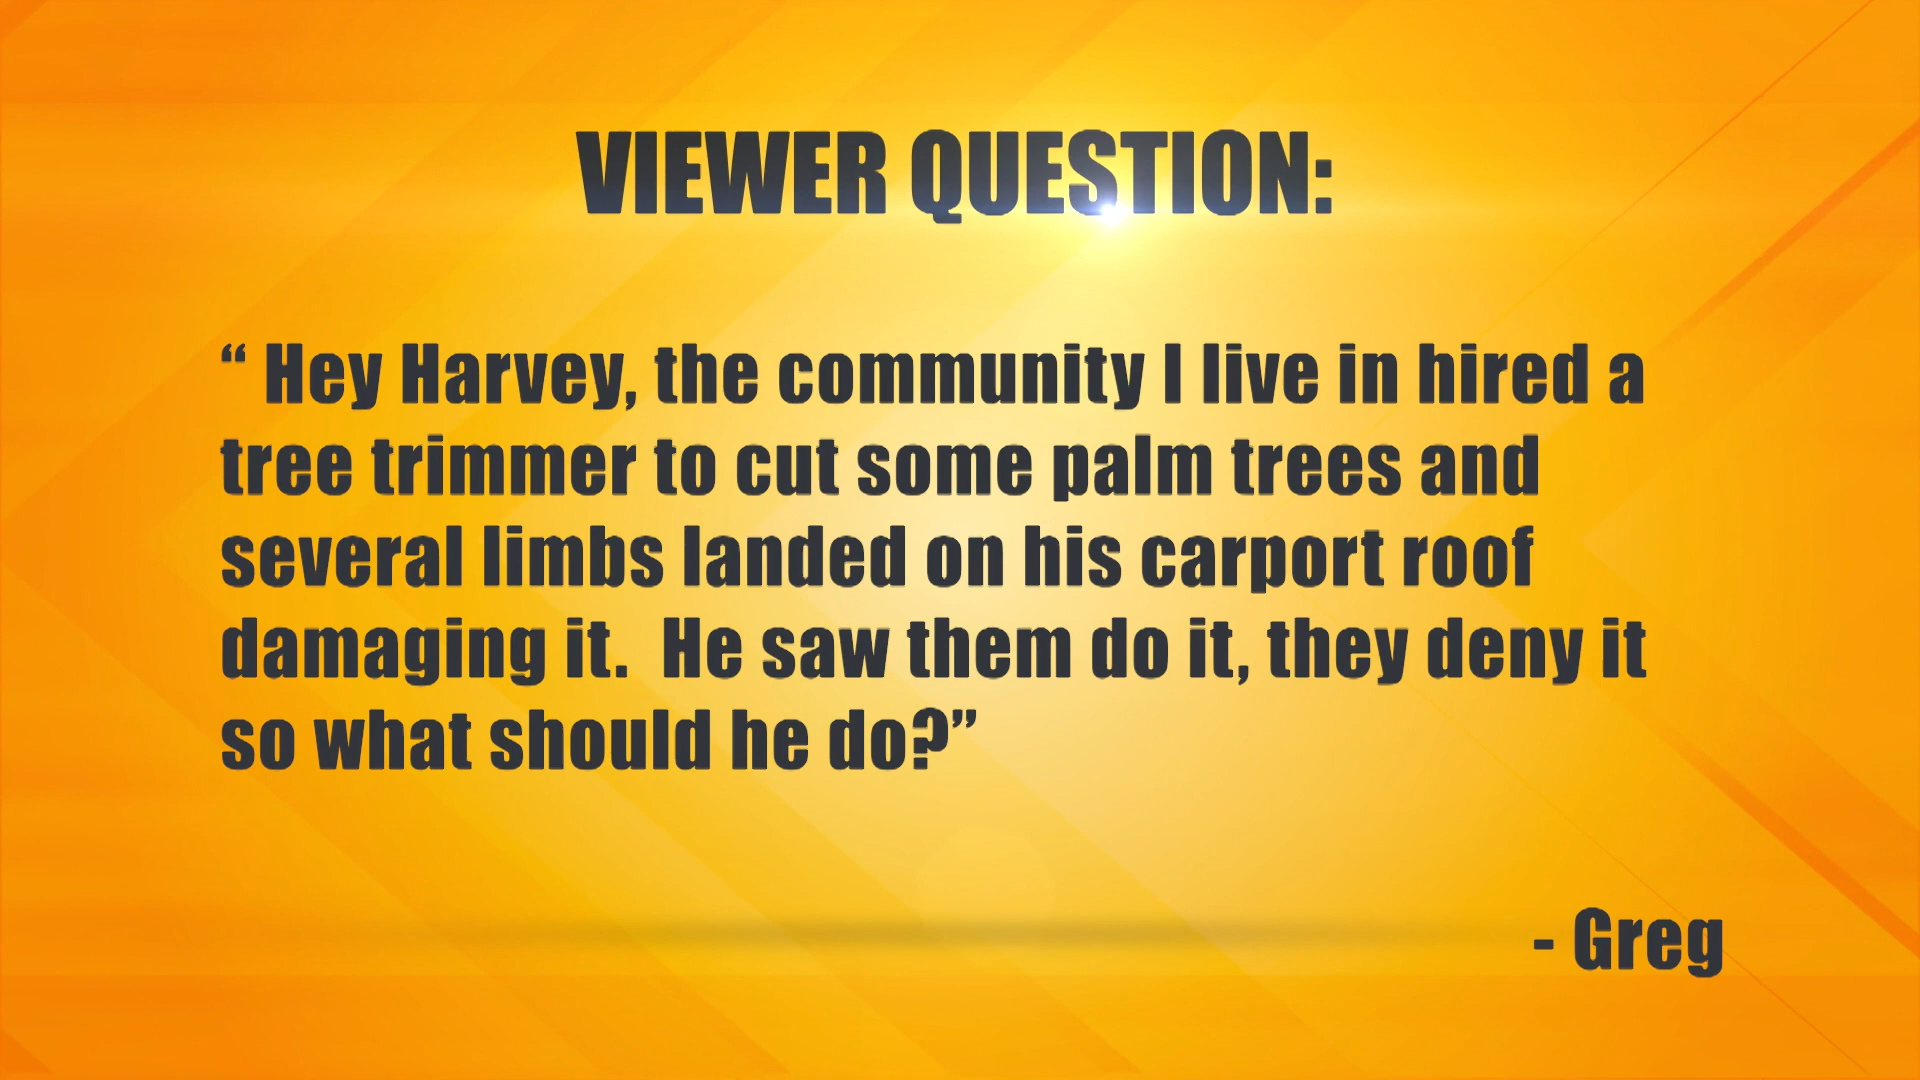 VIEWER QUESTION:
“ Hey Harvey, the community I live in hired a
tree trimmer to cut some palm trees and
several limbs landed on his carport roof
damaging it.  He saw them do it, they deny it
so what should he do?”
- Greg